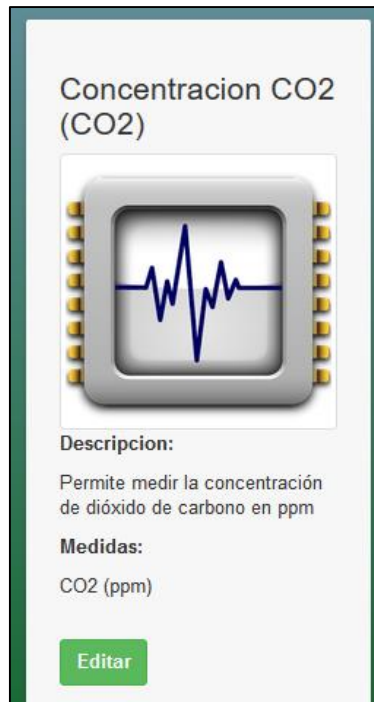 Concentracion CO2
(CO2)
Descripcion:
Permite medir la concentración
de dióxido de carbono en ppm
Medidas:
CO2 (ppm)
Editar